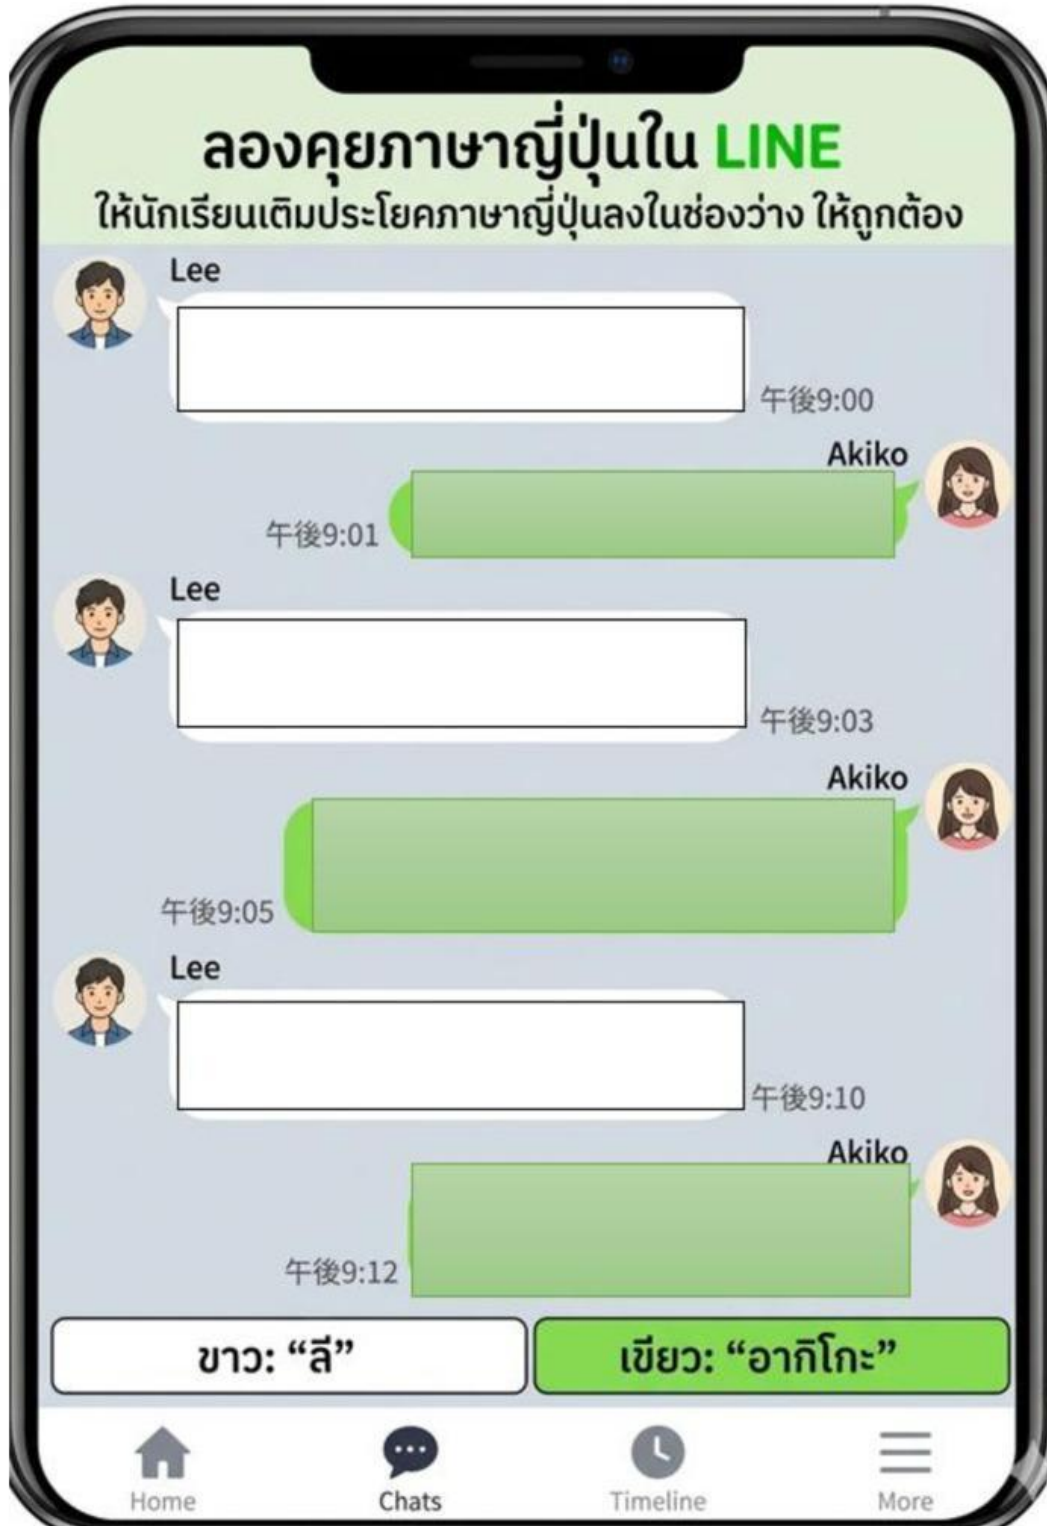 ลองคุยภาษาญี่ปุ่นใน LINE
ให้นักเรียนเติมประโยคภาษาญี่ปุ่นลงในช่องว่าง ให้ถูกต้อง
Lee
午後9:00
Akiko
午後9:01
Lee
午後9:03
Akiko
午後9:05
Lee
午後9:10
Akiko
午後9:12
ขาว: “ลี” เขียว: “อากิโกะ”
Home Chats Timeline More